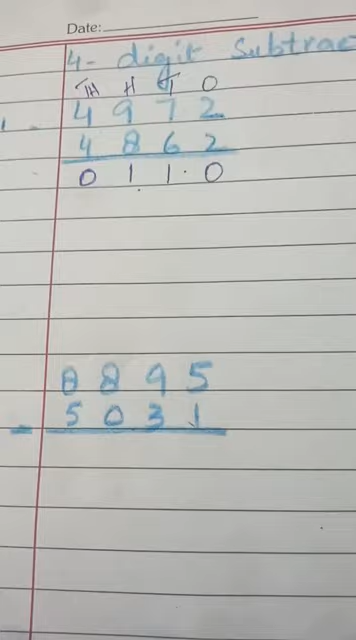 Date:
4- digit Subtrac
TH H T O
1. 4 9 7 2
4 8 6 2
0 1 1 0
8 8 9 5
- 5 0 3 1